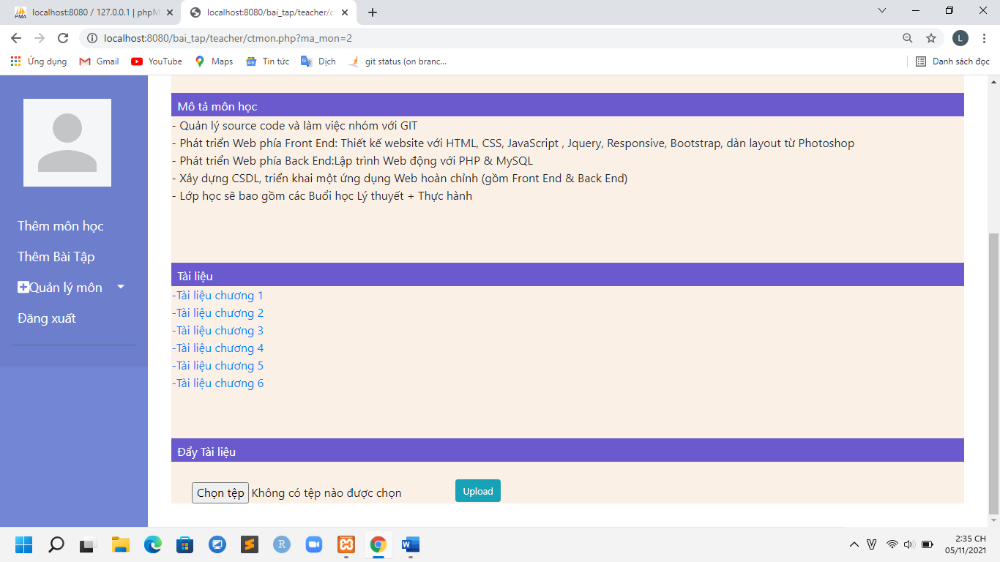 localhost:8080 / 127.0.0.1 | phpM
localhost:8080/bai_tap/teacher/ct
localhost:8080/bai_tap/teacher/ctmon.php?ma_mon=2
L
Ứng dụng
Gmail
YouTube
Maps
Tin tức
Dịch
git status (on branc...
Danh sách đọc
Thêm môn học
Thêm Bài Tập
Quản lý môn
Đăng xuất
Mô tả môn học
- Quản lý source code và làm việc nhóm với GIT
- Phát triển Web phía Front End: Thiết kế website với HTML, CSS, JavaScript , Jquery, Responsive, Bootstrap, dàn layout từ Photoshop
- Phát triển Web phía Back End:Lập trình Web động với PHP & MySQL
- Xây dựng CSDL, triển khai một ứng dụng Web hoàn chỉnh (gồm Front End & Back End)
- Lớp học sẽ bao gồm các Buổi học Lý thuyết + Thực hành
Tài liệu
-Tài liệu chương 1
-Tài liệu chương 2
-Tài liệu chương 3
-Tài liệu chương 4
-Tài liệu chương 5
-Tài liệu chương 6
Đẩy Tài liệu
Chọn tệp Không có tệp nào được chọn
Upload
2:35 CH
05/11/2021